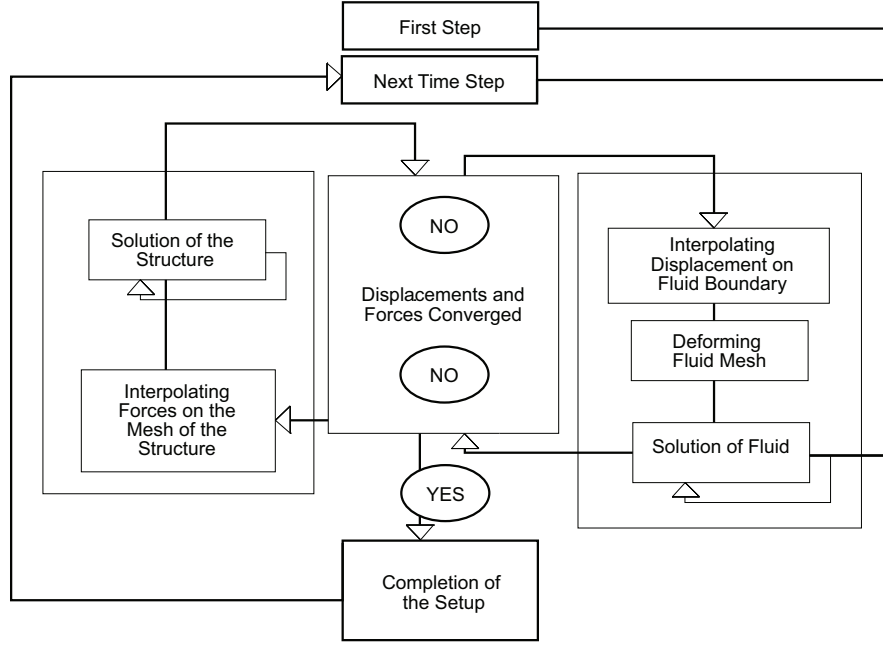 First Step
Next Time Step
NO
Solution of the
Structure
Interpolating
Displacement on
Fluid Boundary
Displacements and
Forces Converged
Deforming
Fluid Mesh
NO
Interpolating
Forces on the
Mesh of the
Structure
Solution of Fluid
YES
Completion of
the Setup